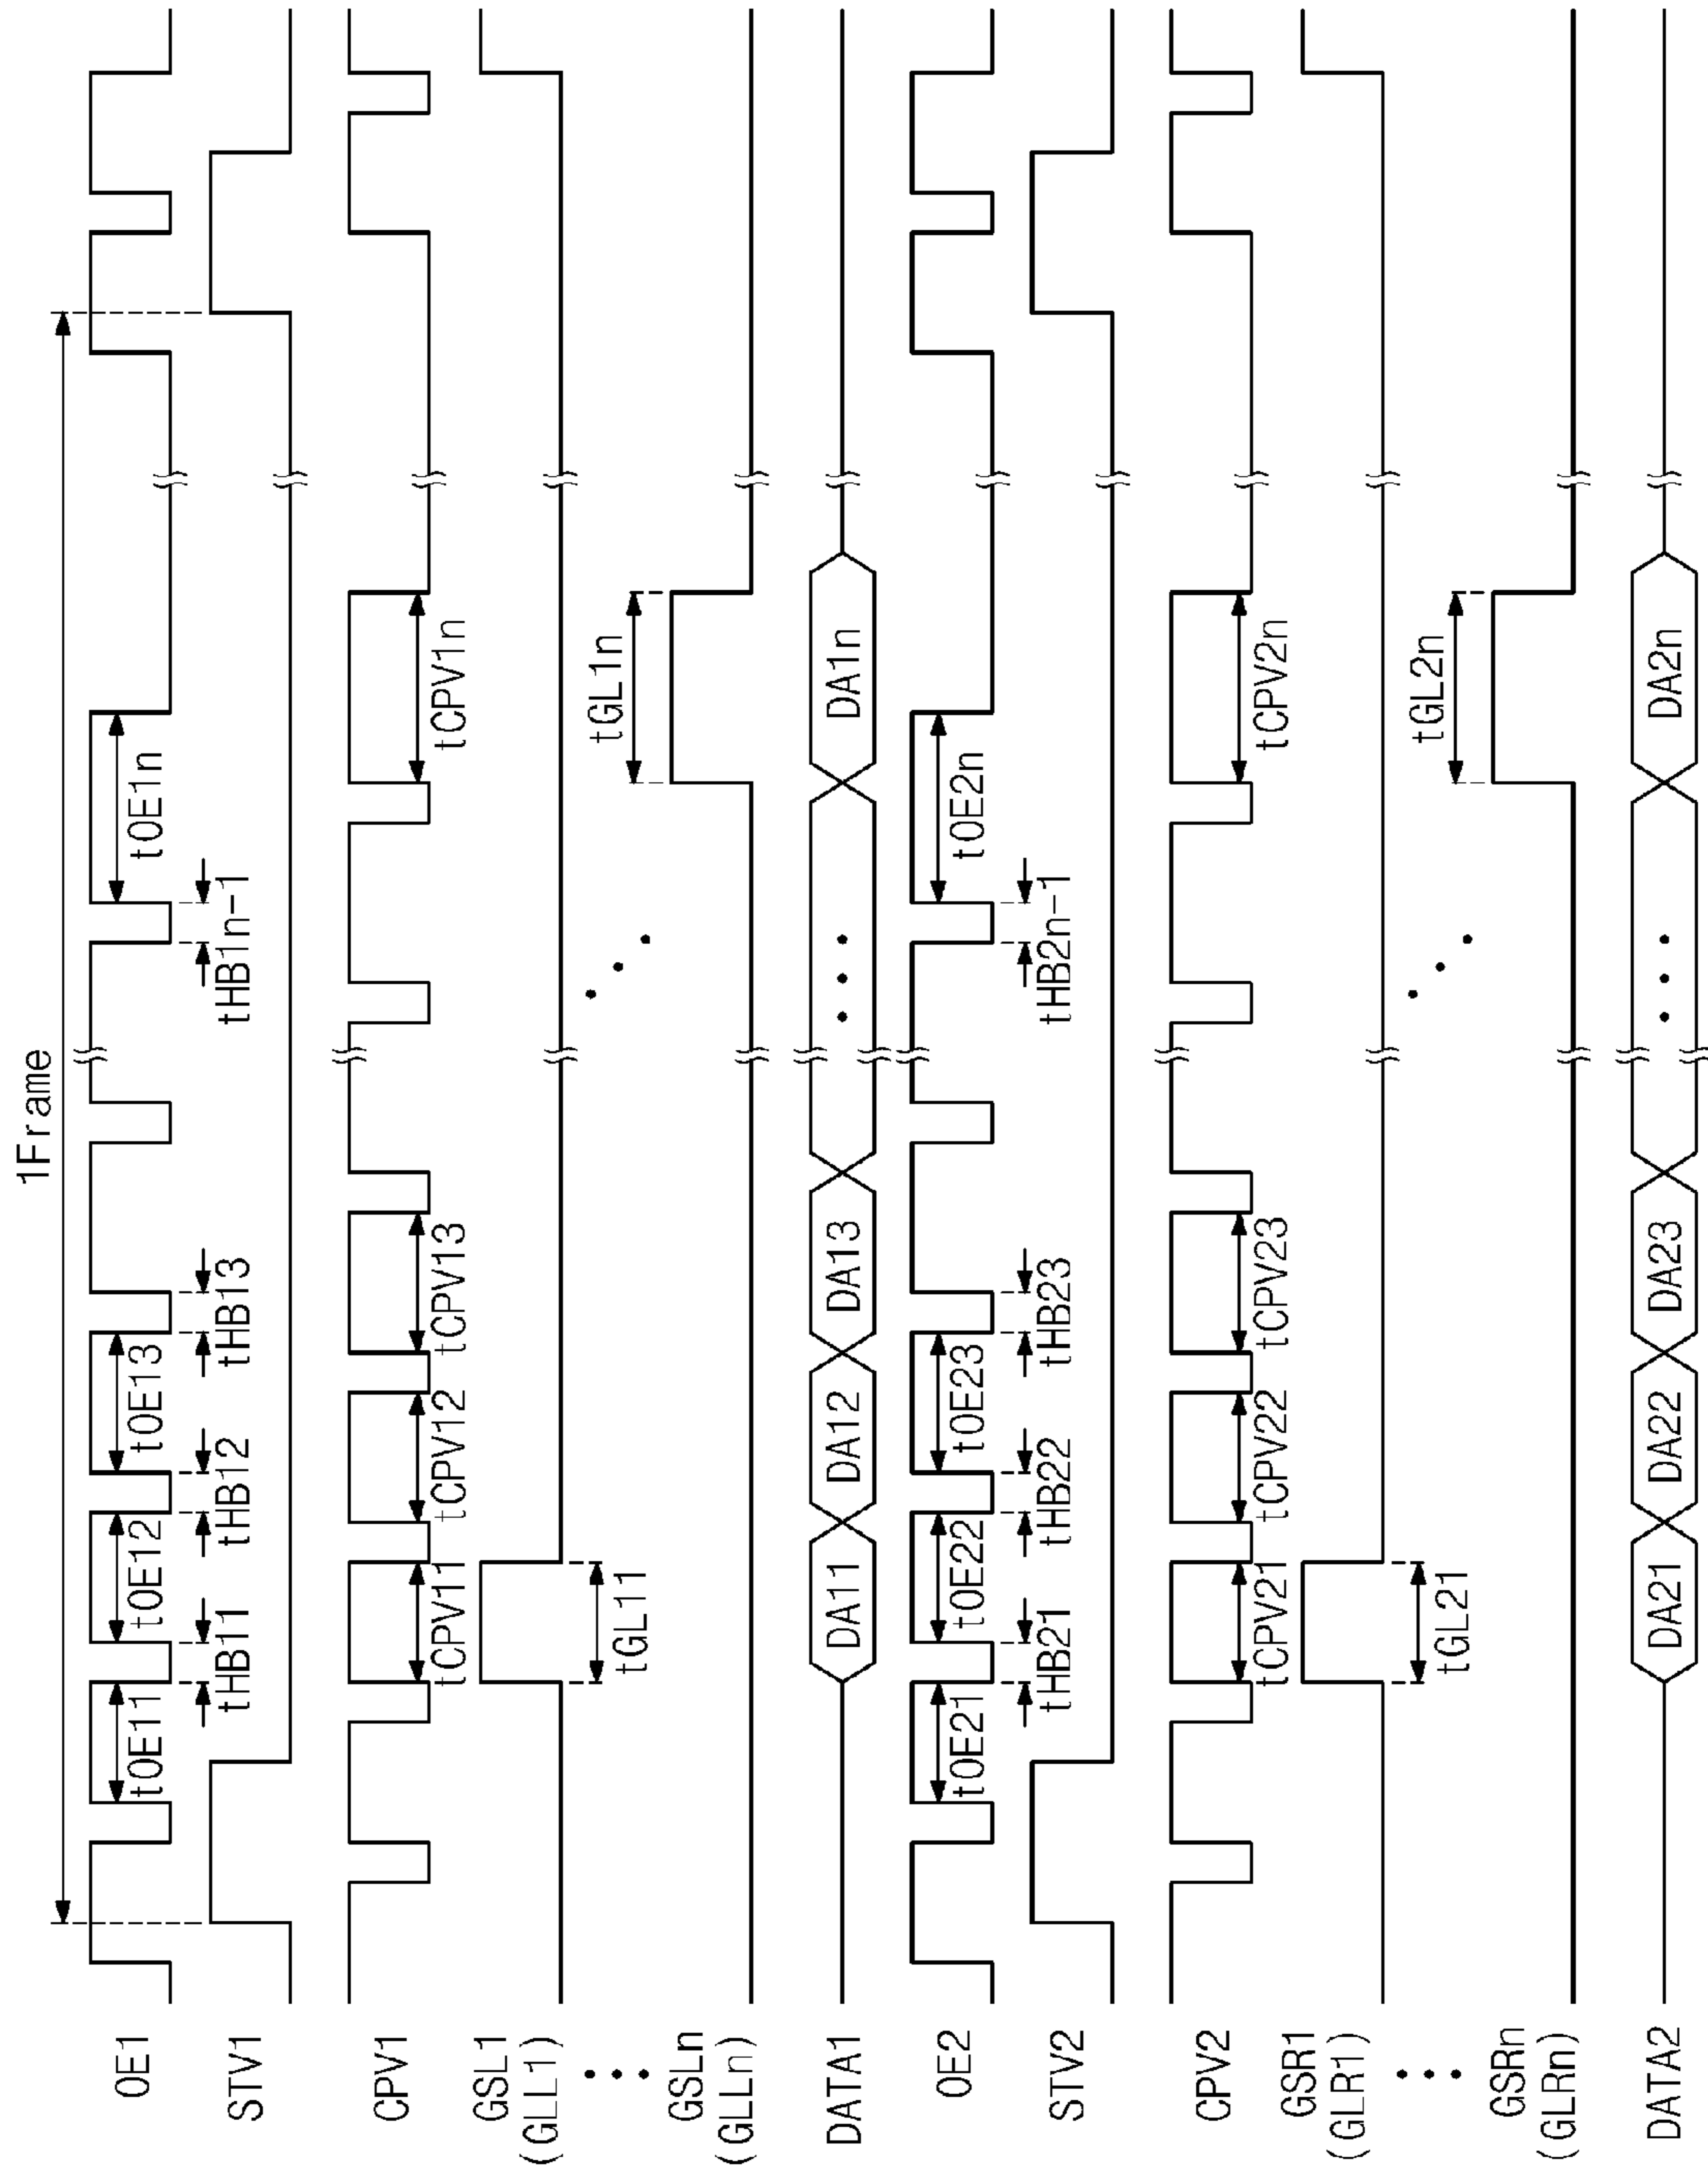 1Frame
OE1
tOE11
tOE12
tOE13
tOE1n
tHB11
tHB12
tHB13
tHB1n-1
STV1
CPV1
tCPV11
tCPV12
tCPV13
tCPV1n
GSL1
(GLL1)
tGL11
GSLn
(GLLn)
tGL1n
DATA1
DA11
DA12
DA13
DA1n
OE2
tOE21
tOE22
tOE23
tOE2n
tHB21
tHB22
tHB23
tHB2n-1
STV2
CPV2
tCPV21
tCPV22
tCPV23
tCPV2n
GSR1
(GLR1)
tGL21
GSRn
(GLRn)
tGL2n
DATA2
DA21
DA22
DA23
DA2n